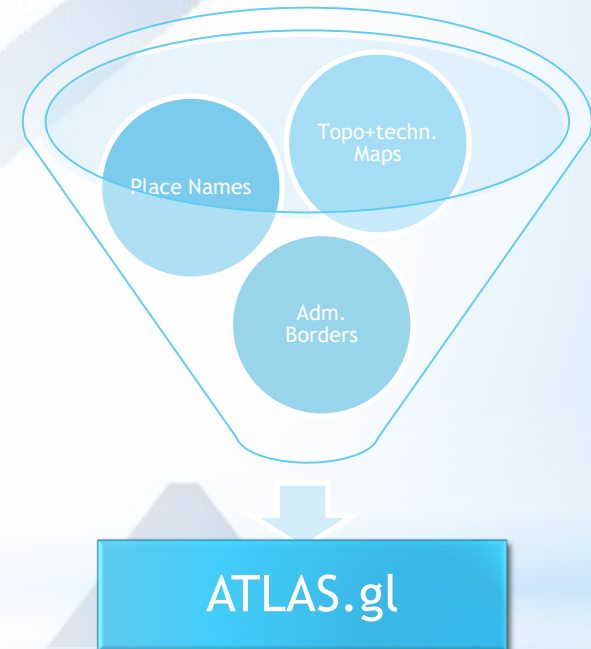 Topo+techn.
Maps
Place Names
Adm.
Borders
ATLAS.gl